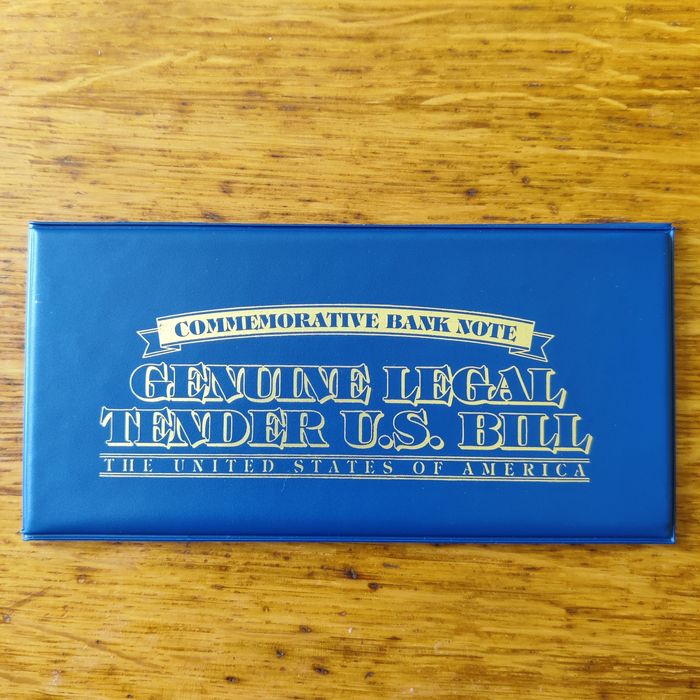 COMMEMORATIVE BANK NOTE
GENUINE LEGAL
TENDER U.S. BILL
THE UNITED STATES OF AMERICA